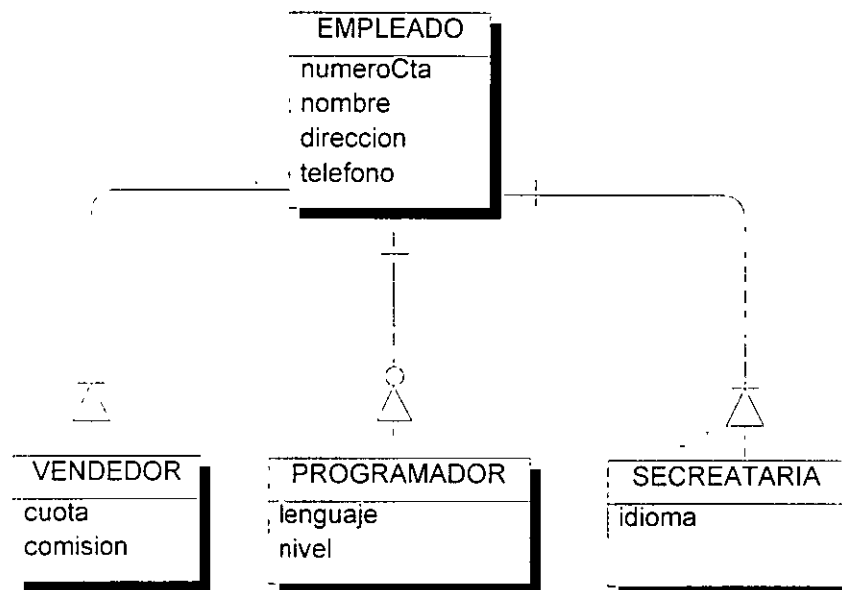 EMPLEADO
numeroCta
nombre
direccion
telefono
VENDEDOR
cuota
comision
PROGRAMADOR
lenguaje
nivel
SECREATARIA
idioma